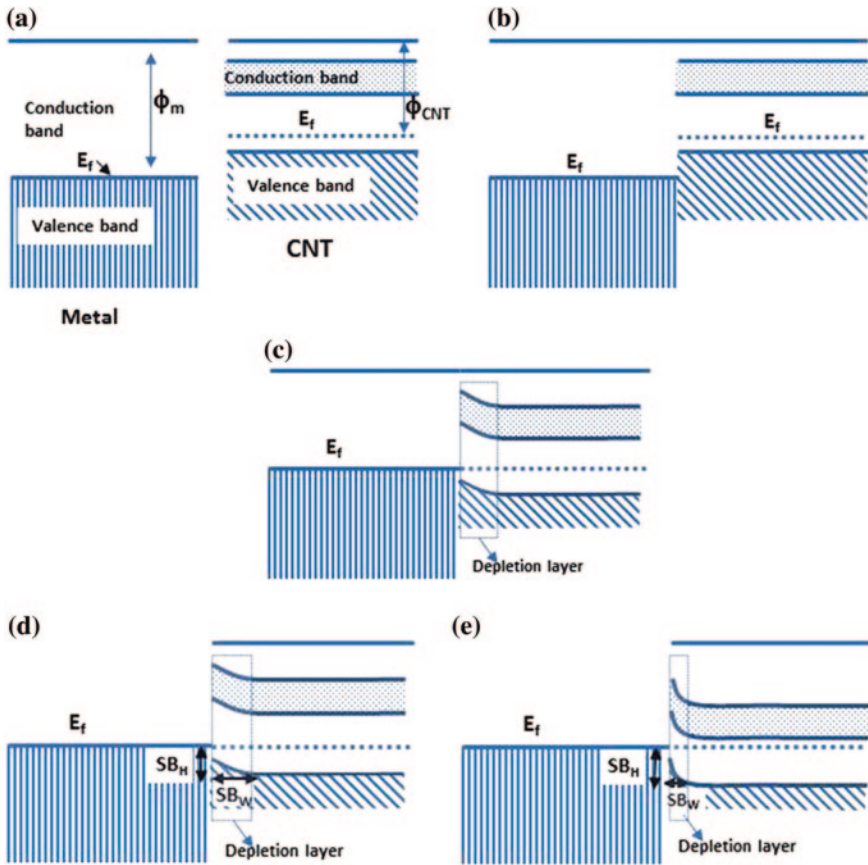 (a)
Conduction band
ϕm
Ef
Valence band
Metal
Conduction band
Ef
ϕCNT
Valence band
CNT
(b)
Ef
Ef
(c)
Ef
Depletion layer
(d)
Ef
SBH
SBW
Depletion layer
(e)
Ef
SBH
SBW
Depletion layer